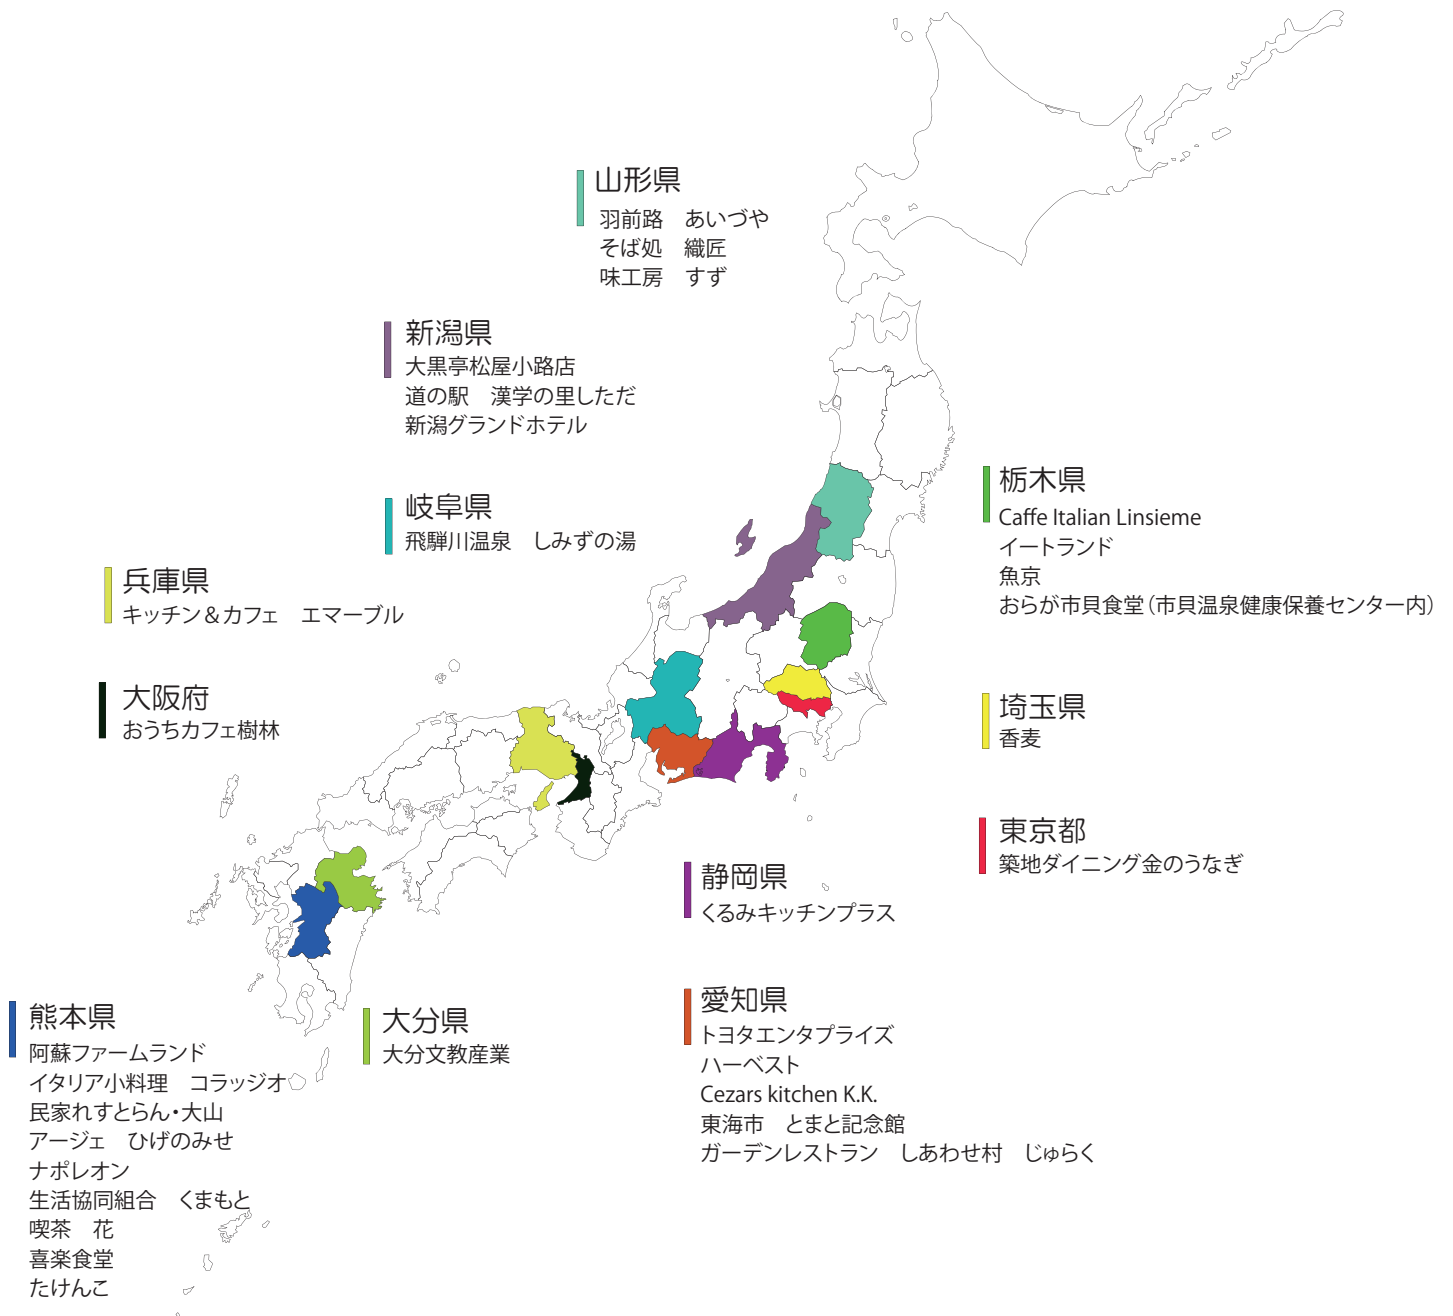 山形県
羽前路　あいづや
そば処　織匠
味工房　すず
新潟県
大黒亭松屋小路店
道の駅　漢学の里しただ
新潟グランドホテル
岐阜県
飛騨川温泉　しみずの湯
兵庫県
キッチン＆カフェ　エマーブル
大阪府
おうちカフェ樹林
栃木県
Caffe Italian Linsieme
イートランド
魚京
おらが市貝食堂（市貝温泉健康保養センター内）
埼玉県
香麦
東京都
築地ダイニング金のうなぎ
静岡県
くるみキッチンプラス
愛知県
トヨタエンタプライズ
ハーベスト
Cezars kitchen K.K.
東海市　とまと記念館
ガーデンレストラン　しあわせ村　じゅらく
大分県
大分文教産業
熊本県
阿蘇ファームランド
イタリア小料理　コラッジオ
民家れすとらん・大山
アージェ　ひげのみせ
ナポレオン
生活協同組合　くまもと
喫茶　花
喜楽食堂
たけんこ